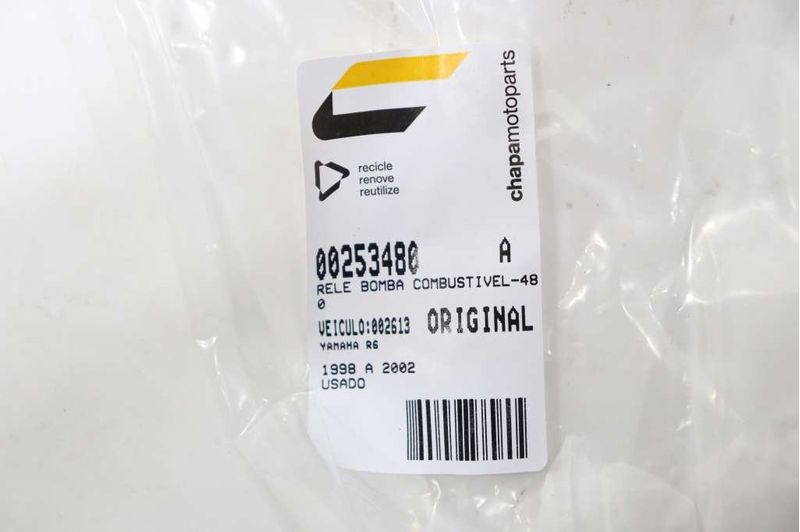 chapamotoparts
recicle
renove
reutilize
00253480 A
RELE BOMBA COMBUSTIVEL-48
0
VEICULO:002613 ORIGINAL
YAMAHA R6
1998 A 2002
USADO